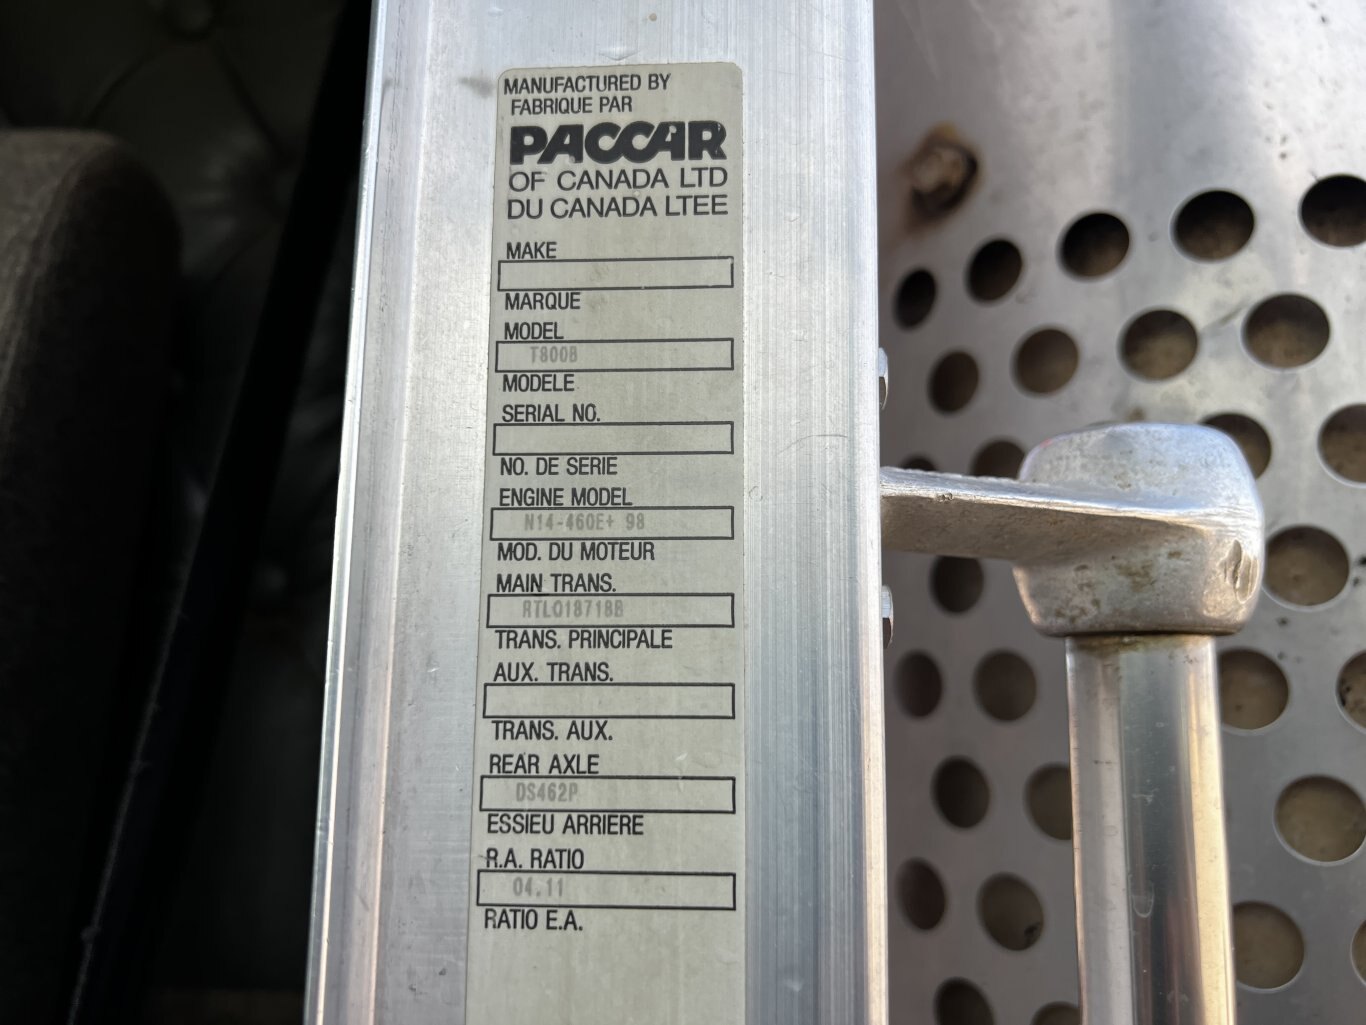 MANUFACTURED BY
FABRIQUE PAR
PACCAR
OF CANADA LTD
DU CANADA LTEE
MAKE
MARQUE
MODEL
T800B
MODELE
SERIAL NO.
NO. DE SERIE
ENGINE MODEL
N14-460E+ 98
MOD. DU MOTEUR
MAIN TRANS.
RTLO18718B
TRANS. PRINCIPALE
AUX. TRANS.
TRANS. AUX.
REAR AXLE
DS462P
ESSIEU ARRIERE
R.A. RATIO
04.11
RATIO E.A.